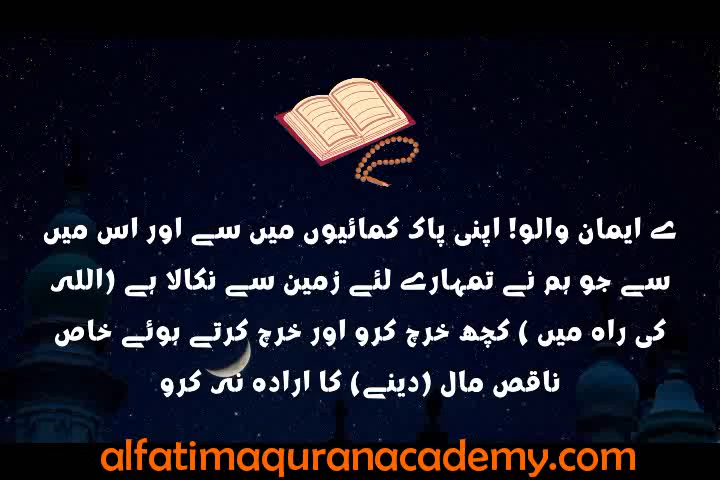 ے ایمان والو! اپنی پاک کمائیوں میں سے اور اس میں
سے جو ہم نے تمہارے لئے زمین سے نکالا ہے (اللہ
کی راہ میں ) کچھ خرچ کرو اور خرچ کرتے ہوئے خاص
ناقص مال (دینے) کا ارادہ نہ کرو
alfatimaquranacademy.com